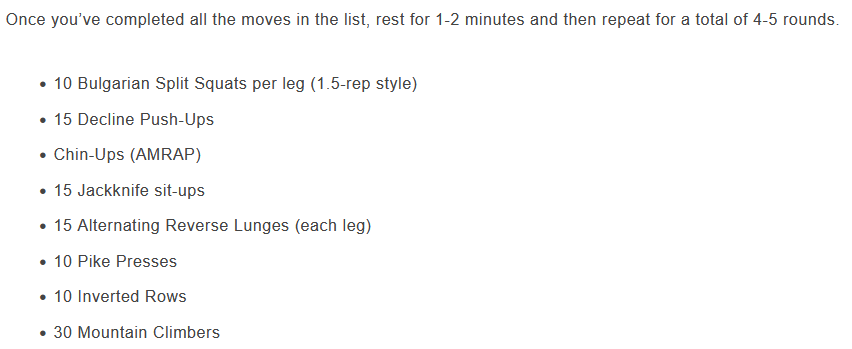 Once you’ve completed all the moves in the list, rest for 1-2 minutes and then repeat for a total of 4-5 rounds.
• 10 Bulgarian Split Squats per leg (1.5-rep style)
• 15 Decline Push-Ups
• Chin-Ups (AMRAP)
• 15 Jackknife sit-ups
• 15 Alternating Reverse Lunges (each leg)
• 10 Pike Presses
• 10 Inverted Rows
• 30 Mountain Climbers